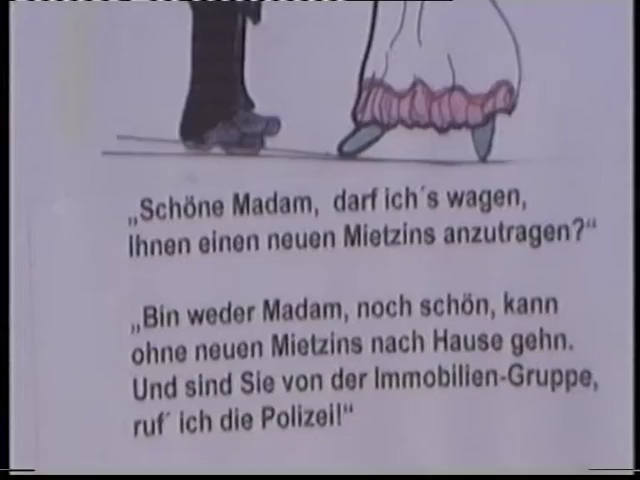 „Schöne Madam, darf ich´s wagen,
Ihnen einen neuen Mietzins anzutragen?“
„Bin weder Madam, noch schön, kann
ohne neuen Mietzins nach Hause gehn.
Und sind Sie von der Immobilien-Gruppe,
ruf´ ich die Polizei!“